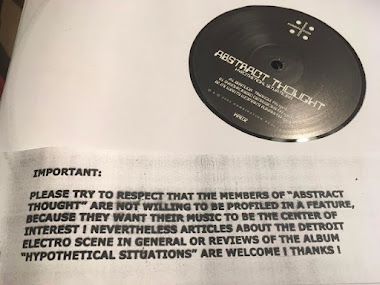 ABSTRACT THOUGHT
IMPORTANT:
PLEASE TRY TO RESPECT THAT THE MEMBERS OF "ABSTRACT
THOUGHT" ARE NOT WILLING TO BE PROFILED IN A FEATURE,
BECAUSE THEY WANT THEIR MUSIC TO BE THE CENTER OF
INTEREST ! NEVERTHELESS ARTICLES ABOUT THE DETROIT
ELECTRO SCENE IN GENERAL OR REVIEWS OF THE ALBUM
"HYPOTHETICAL SITUATIONS" ARE WELCOME ! THANKS !